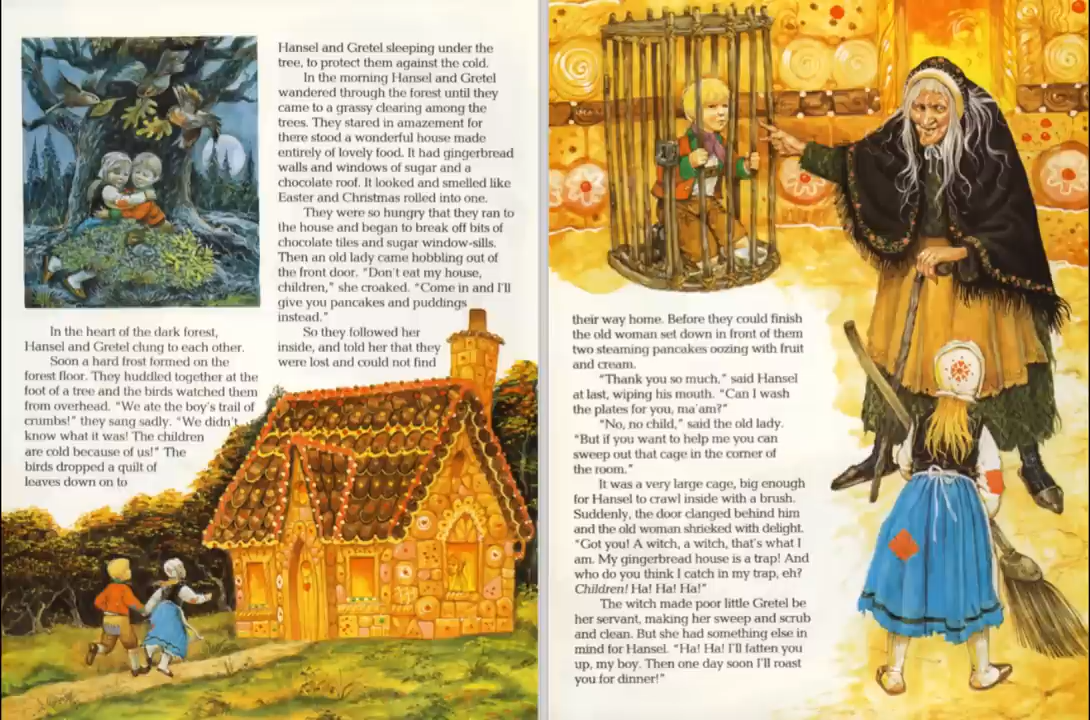 In the heart of the dark forest,
Hansel and Gretel clung to each other.
Soon a hard frost formed on the
forest floor. They huddled together at the
foot of a tree and the birds watched them
from overhead. "We ate the boy's trail of
crumbs!" they sang sadly. "We didn't
know what it was! The children
are cold because of us!" The
birds dropped a quilt of
leaves down on to
Hansel and Gretel sleeping under the
tree, to protect them against the cold.
In the morning Hansel and Gretel
wandered through the forest until they
came to a grassy clearing among the
trees. They stared in amazement for
there stood a wonderful house made
entirely of lovely food. It had gingerbread
walls and windows of sugar and a
chocolate roof. It looked and smelled like
Easter and Christmas rolled into one.
They were so hungry that they ran to
the house and began to break off bits of
chocolate tiles and sugar window-sills.
Then an old lady came hobbling out of
the front door. "Don't eat my house,
children," she croaked. "Come in and I'll
give you pancakes and puddings
instead."
So they followed her
inside, and told her that they
were lost and could not find
their way home. Before they could finish
the old woman set down in front of them
two steaming pancakes oozing with fruit
and cream.
"Thank you so much," said Hansel
at last, wiping his mouth. "Can I wash
the plates for you, ma'am?"
"No, no child," said the old lady.
"But if you want to help me you can
sweep out that cage in the corner of
the room."
It was a very large cage, big enough
for Hansel to crawl inside with a brush.
Suddenly, the door clanged behind him
and the old woman shrieked with delight.
"Got you! A witch, a witch, that's what I
am. My gingerbread house is a trap! And
who do you think I catch in my trap, eh?
Children! Ha! Ha! Ha!"
The witch made poor little Gretel be
her servant, making her sweep and scrub
and clean. But she had something else in
mind for Hansel. "Ha! Ha! I'll fatten you
up, my boy. Then one day soon I'll roast
you for dinner!"